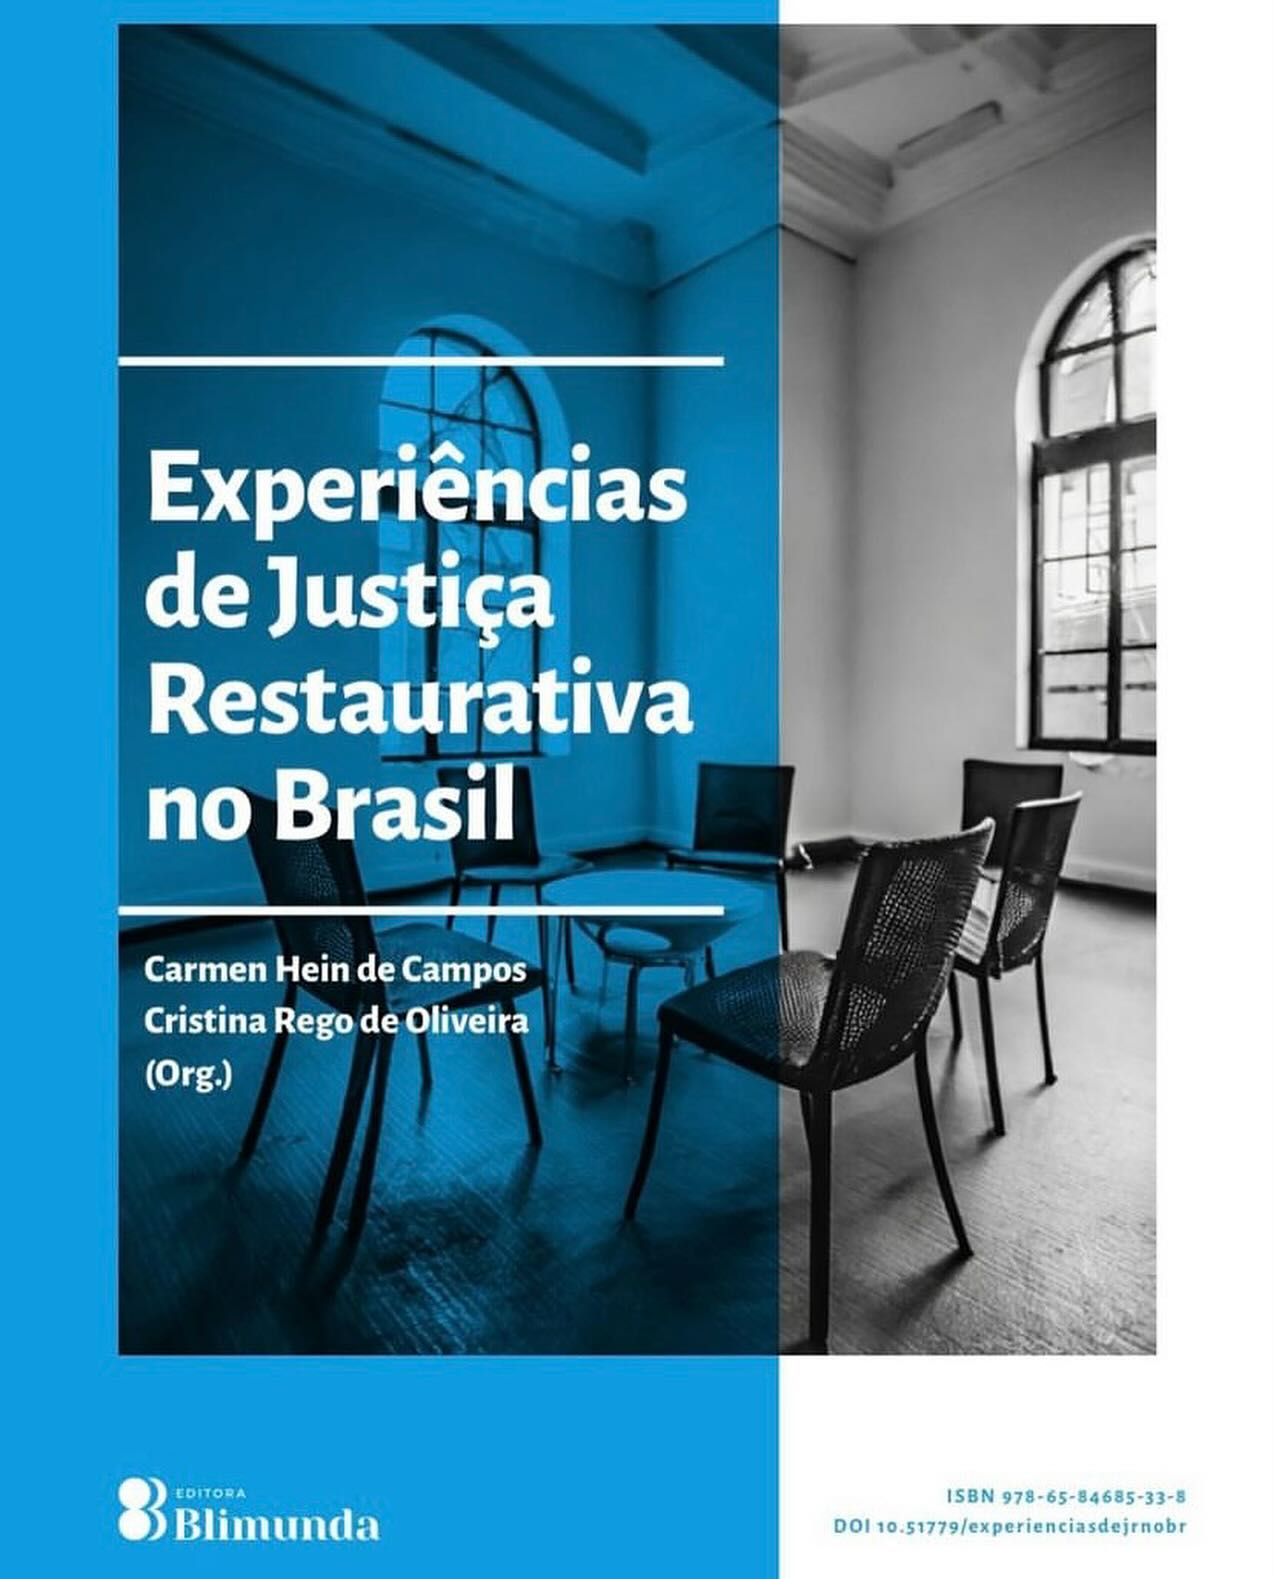 Experiências
de Justiça
Restaurativa
no Brasil
Carmen Hein de Campos
Cristina Rego de Oliveira
(Org.)
EDITORA
Blimunda
ISBN 978-65-84685-33-8
DOI 10.51779/experienciasdejrnobr